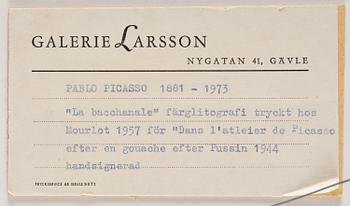 GALERIE LARSSON
NYGATAN 41, GÄVLE
PABLO PICASSO 1881 - 1973
"La bacchanale" färglitografi tryckt hos
Mourlot 1957 för "Dans l'atleier de Picasso
efter en gouache efter Pussin 1944
handsignerad